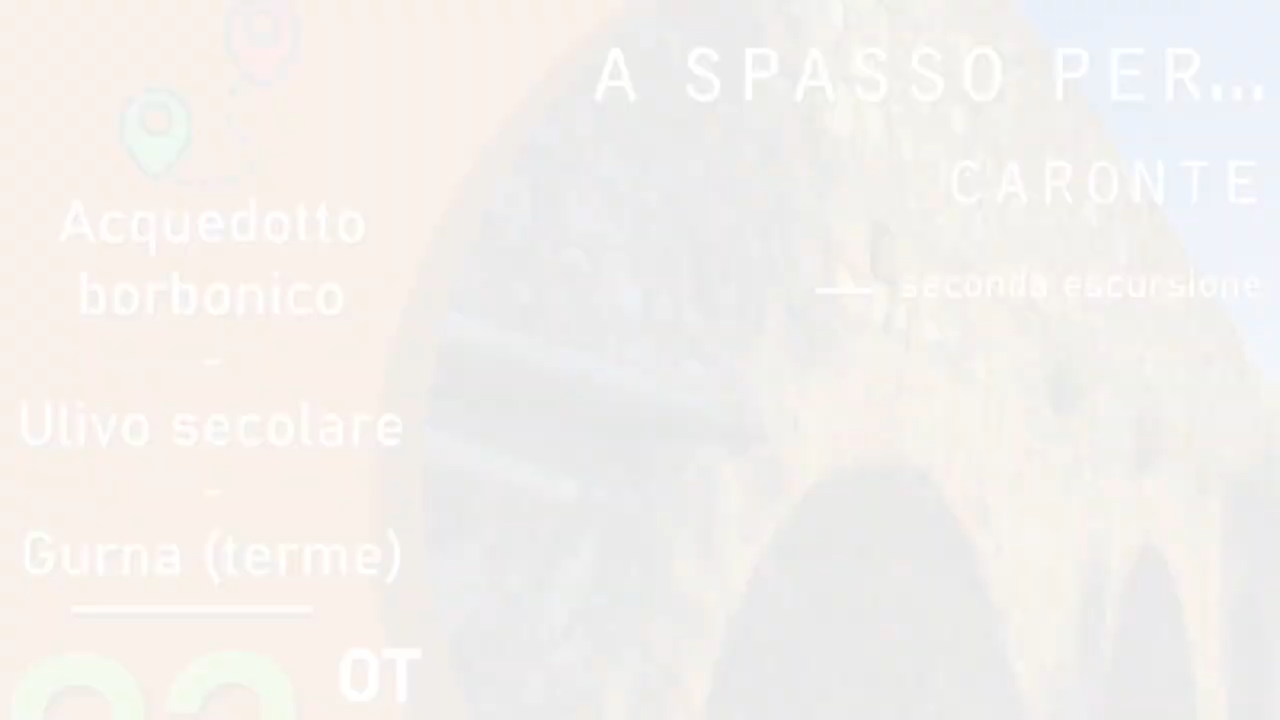 A SPASSO PER...
CARONTE
seconda escursione
Acquedotto
borbonico
-
Ulivo secolare
-
Gurna (terme)
OT